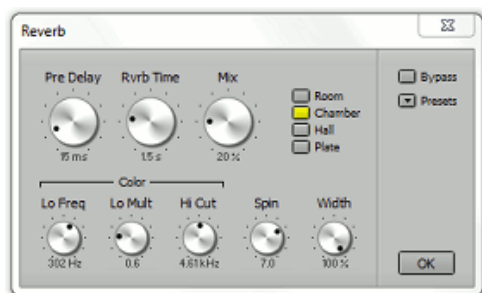 Reverb
Pre Delay Rvrb Time Mix
15 ms 1.5 s 20 %
Room
Chamber
Hall
Plate
Bypass
Presets
Color
Lo Freq Lo Mult Hi Cut Spin Width
302 Hz 0.6 4.61 kHz 7.0 100 %
OK